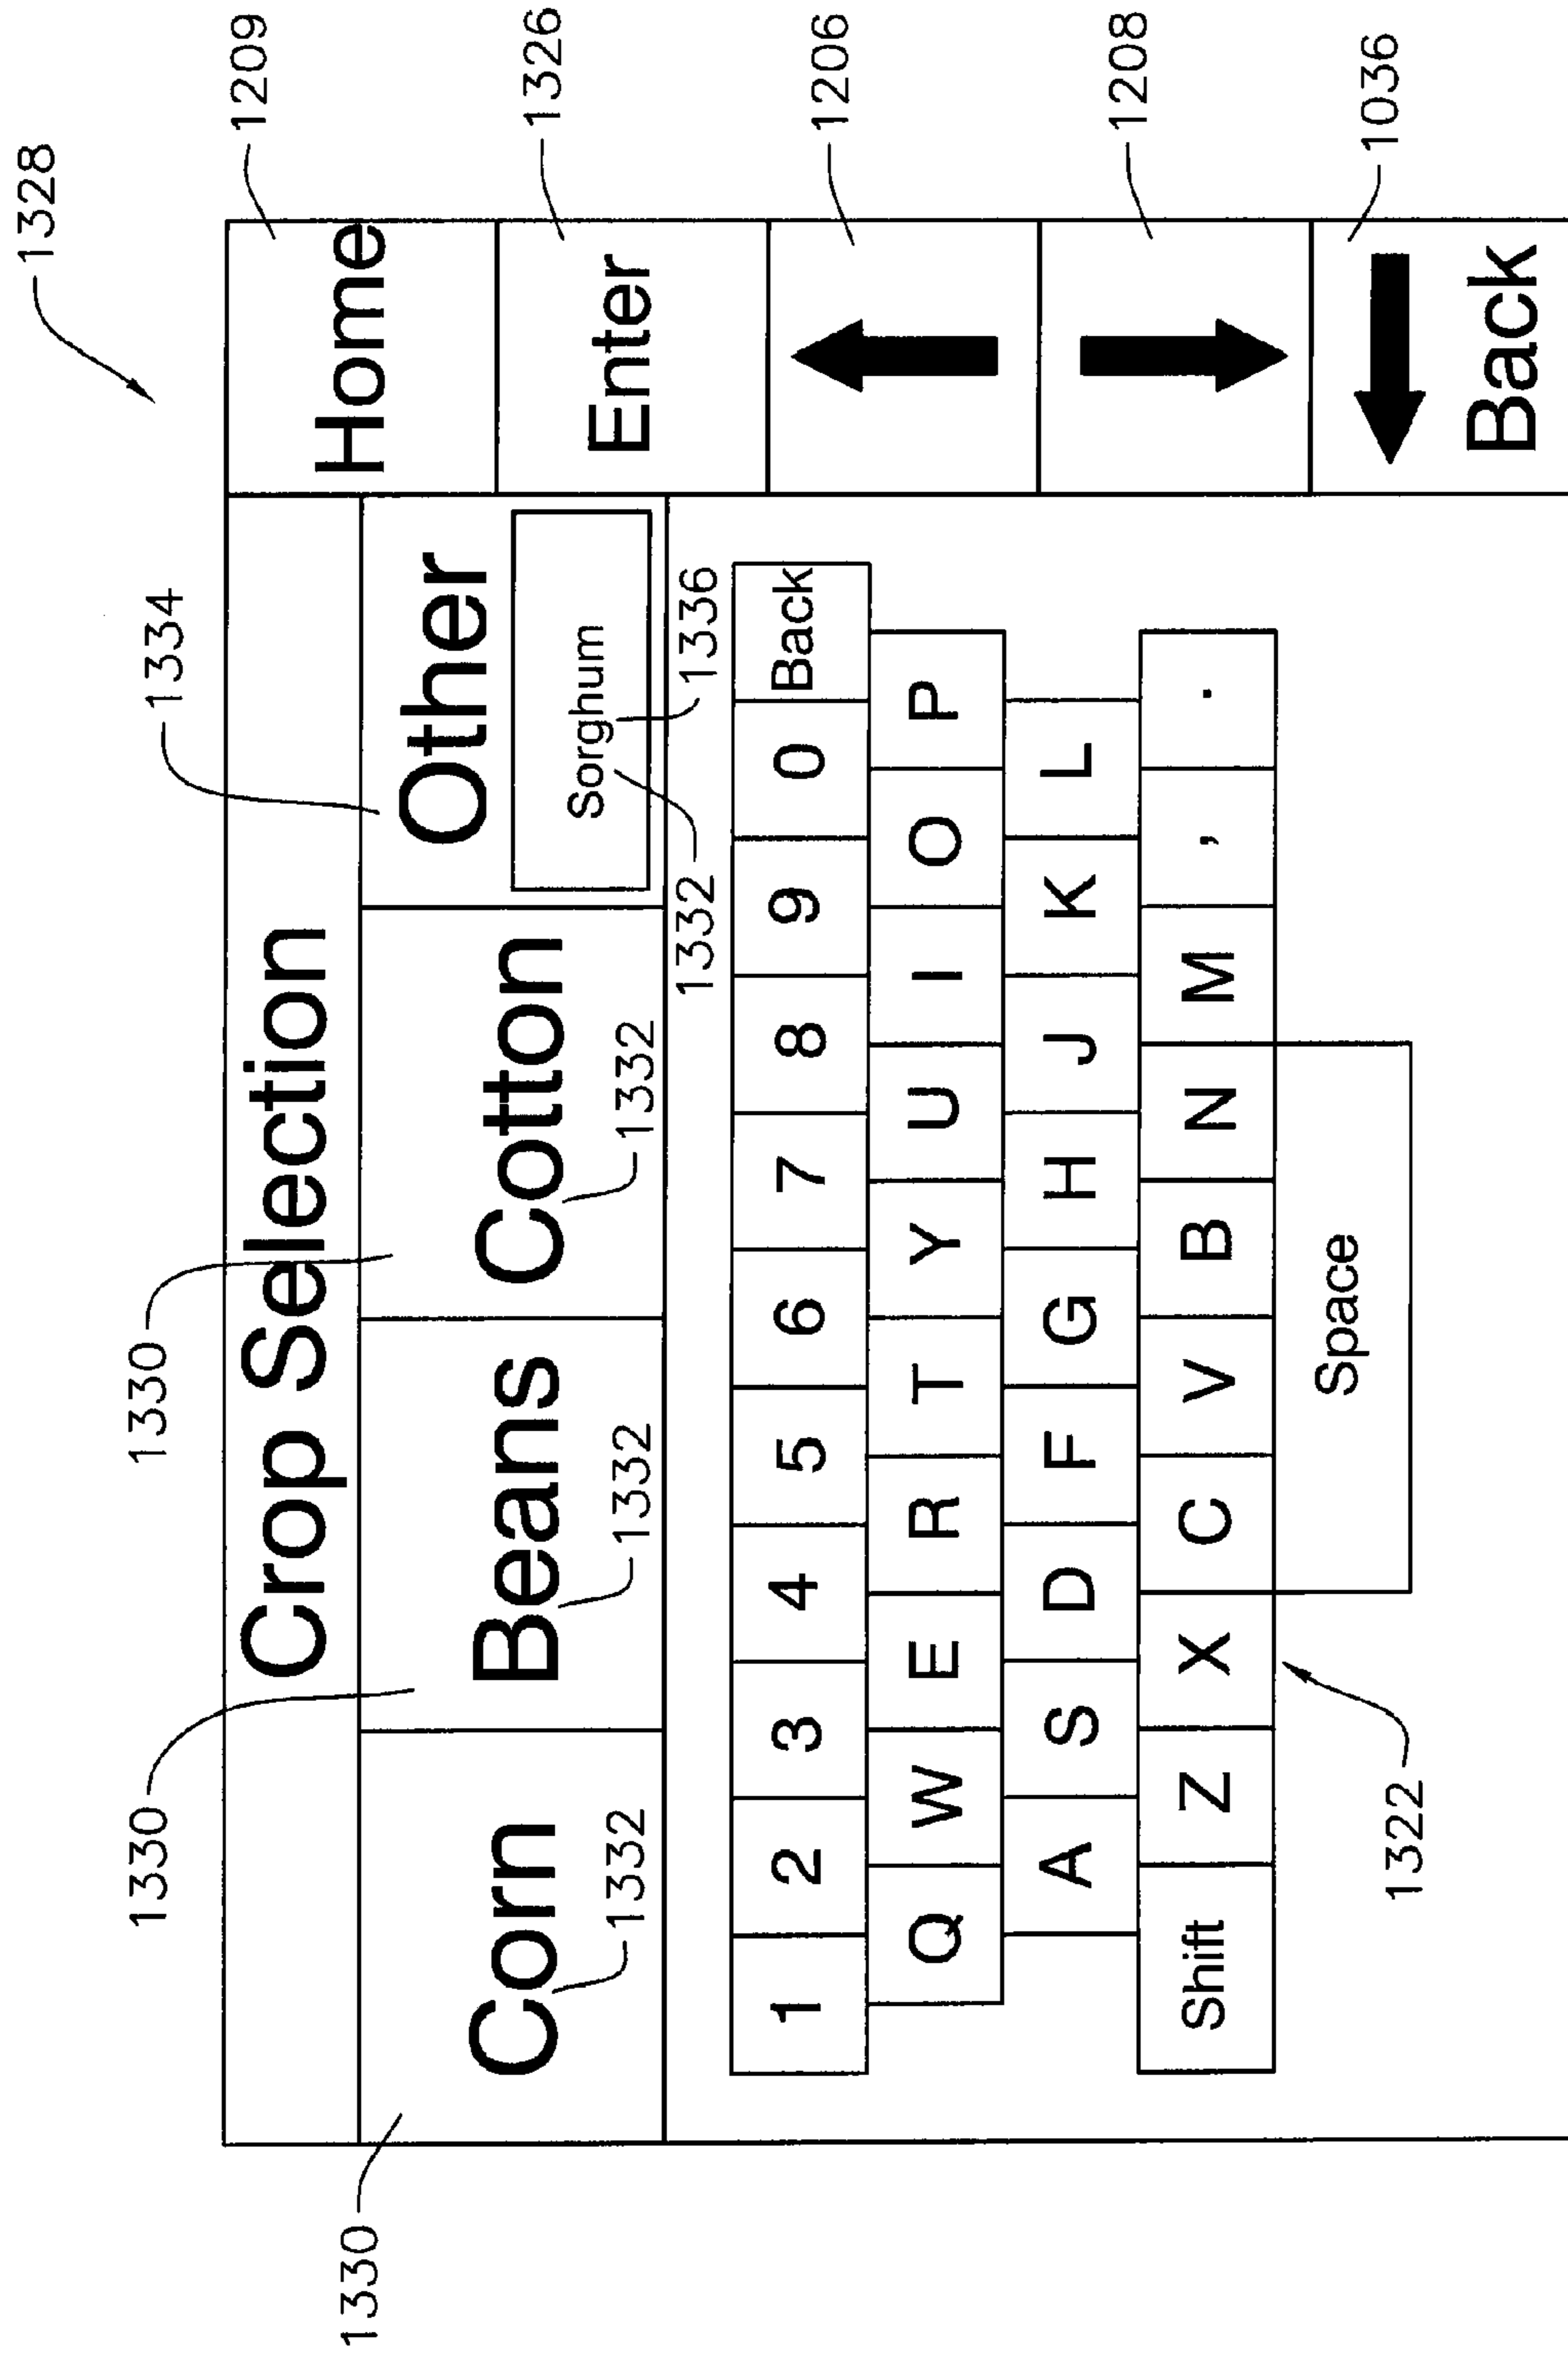 1328
1334
1209
1330
1330
1330
Crop Selection
Home
Corn
Beans
Cotton
Other
Sorghum
1332
1332
1332
1332
1336
Enter
1326
1 2 3 4 5 6 7 8 9 0 Back
1206
Q W E R T Y U I O P
A S D F G H J K L
1208
Shift Z X C V B N M , .
Space
1322
Back
1036